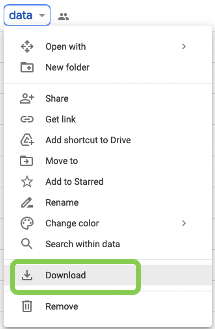 data
Open with
New folder
Share
Get link
Add shortcut to Drive
Move to
Add to Starred
Rename
Change color
Search within data
Download
Remove